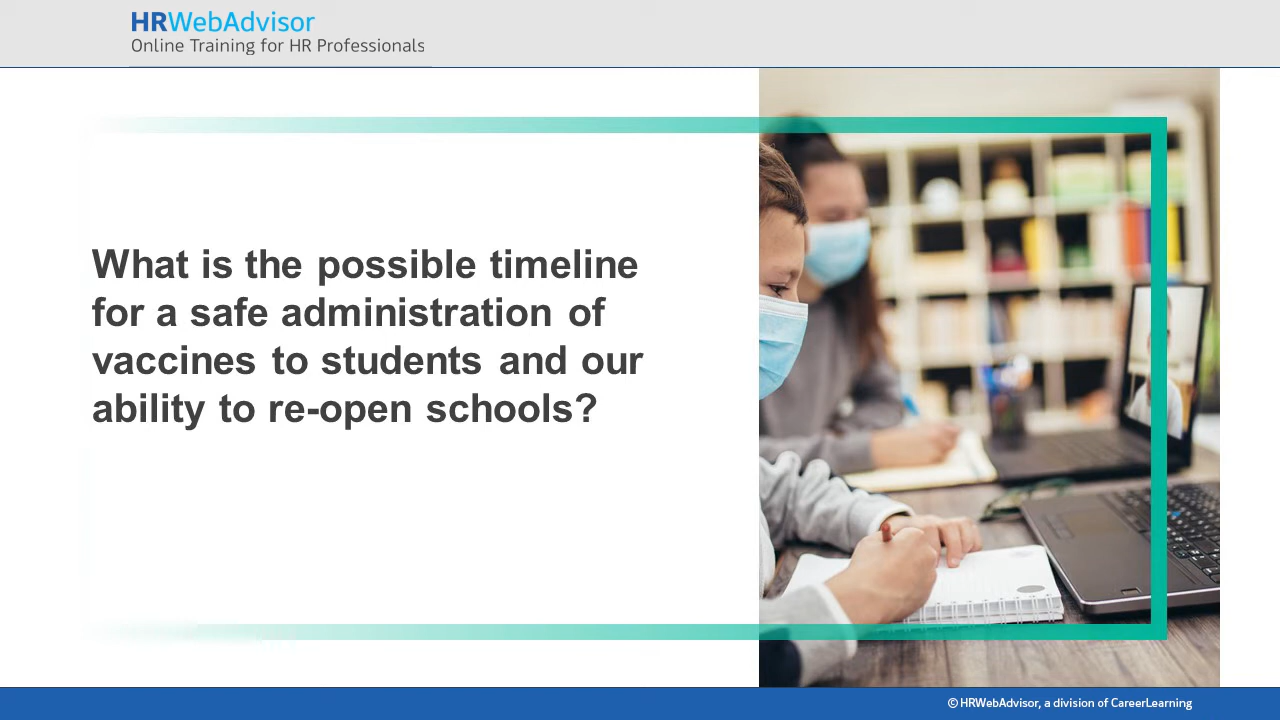 HRWebAdvisor
Online Training for HR Professionals
What is the possible timeline
for a safe administration of
vaccines to students and our
ability to re-open schools?
© HRWebAdvisor, a division of CareerLearning